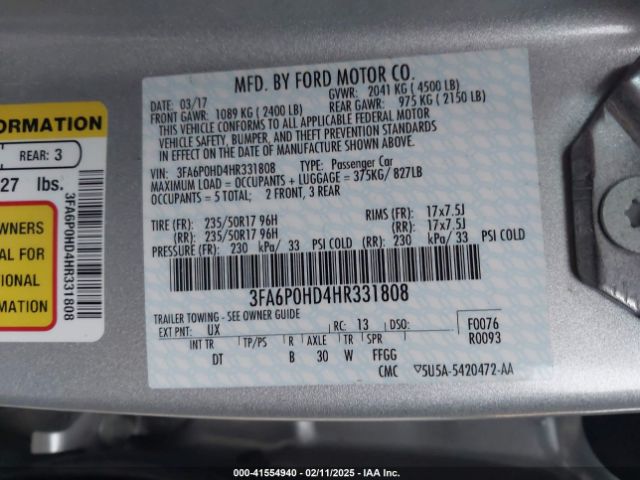 MFD. BY FORD MOTOR CO.
DATE: 03/17 GVWR: 2041 KG ( 4500 LB)
FRONT GAWR: 1089 KG ( 2400 LB) REAR GAWR: 975 KG ( 2150 LB)
THIS VEHICLE CONFORMS TO ALL APPLICABLE FEDERAL MOTOR
VEHICLE SAFETY, BUMPER, AND THEFT PREVENTION STANDARDS
IN EFFECT ON THE DATE OF MANUFACTURE SHOWN ABOVE.
VIN: 3FA6P0HD4HR331808 TYPE: Passenger Car
MAXIMUM LOAD = OCCUPANTS + LUGGAGE = 375KG/ 827LB
OCCUPANTS = 5 TOTAL; 2 FRONT, 3 REAR
TIRE (FR): 235/50R17 96H RIMS (FR): 17x7.5J
(RR): 235/50R17 96H (RR): 17x7.5J
PRESSURE (FR): 230 kPa/ 33 PSI COLD (RR): 230 kPa/ 33 PSI COLD
3FA6P0HD4HR331808
TRAILER TOWING - SEE OWNER GUIDE
EXT PNT: UX RC: 13 DSO: F0076
R0093
INT TR TP/PS R AXLE TR SPR
DT B 30 W FFGG
CMC ▽5U5A-5420472-AA
FORMATION
REAR: 3
27 lbs.
3FA6P0HD4HR331808
OWNERS
AL FOR
TIONAL
MATION
000-41554940 - 02/11/2025 - IAA Inc.